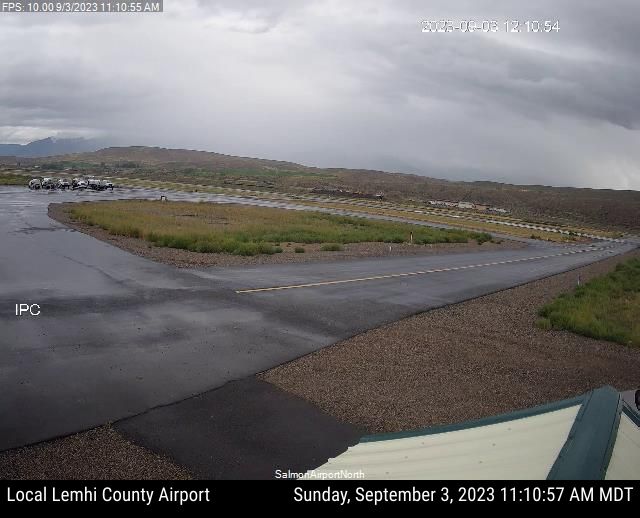 FPS: 10.00 9/3/2023 11:10:55 AM
2023-09-03 12:10:54
IPC
SalmonAirportNorth
Local Lemhi County Airport
Sunday, September 3, 2023 11:10:57 AM MDT